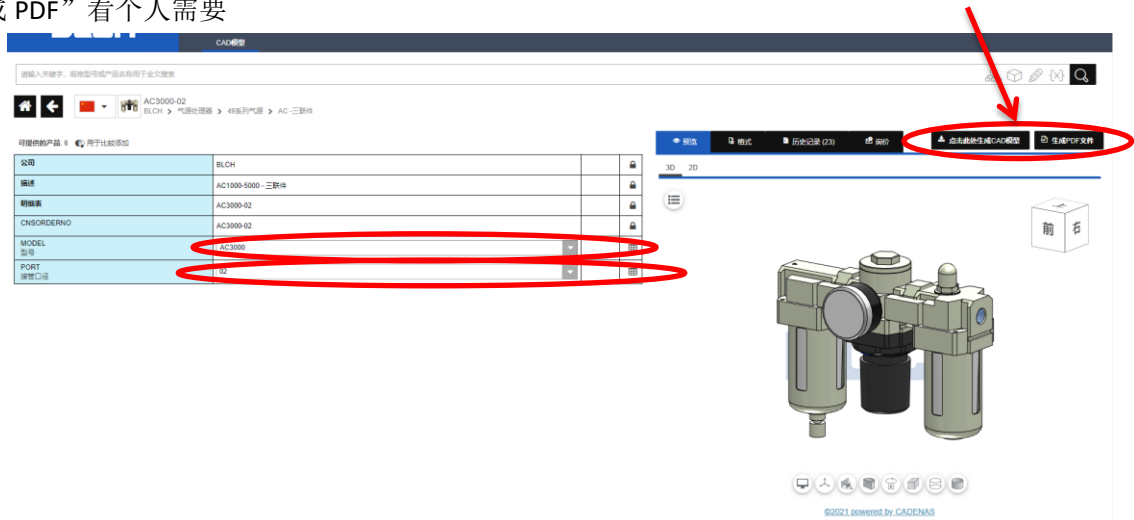 PDF”看个人需要
CAD模型
请输入关键字，规格型号或产品名称用于全文搜索
AC3000-02
BLCH > 气源处理器 > 49系列气源 > AC -三联件
可提供的产品: 6 用于比较添加
预览 格式 历史记录 (23) 询价 点击此处生成CAD模型 生成PDF文件
3D 2D
公司 BLCH
描述 AC1000-5000 - 三联件
明细表 AC3000-02
CNSORDERNO AC3000-02
MODEL AC3000
型号
PORT 02
接管口径
上
前 右
©2021 powered by CADENAS